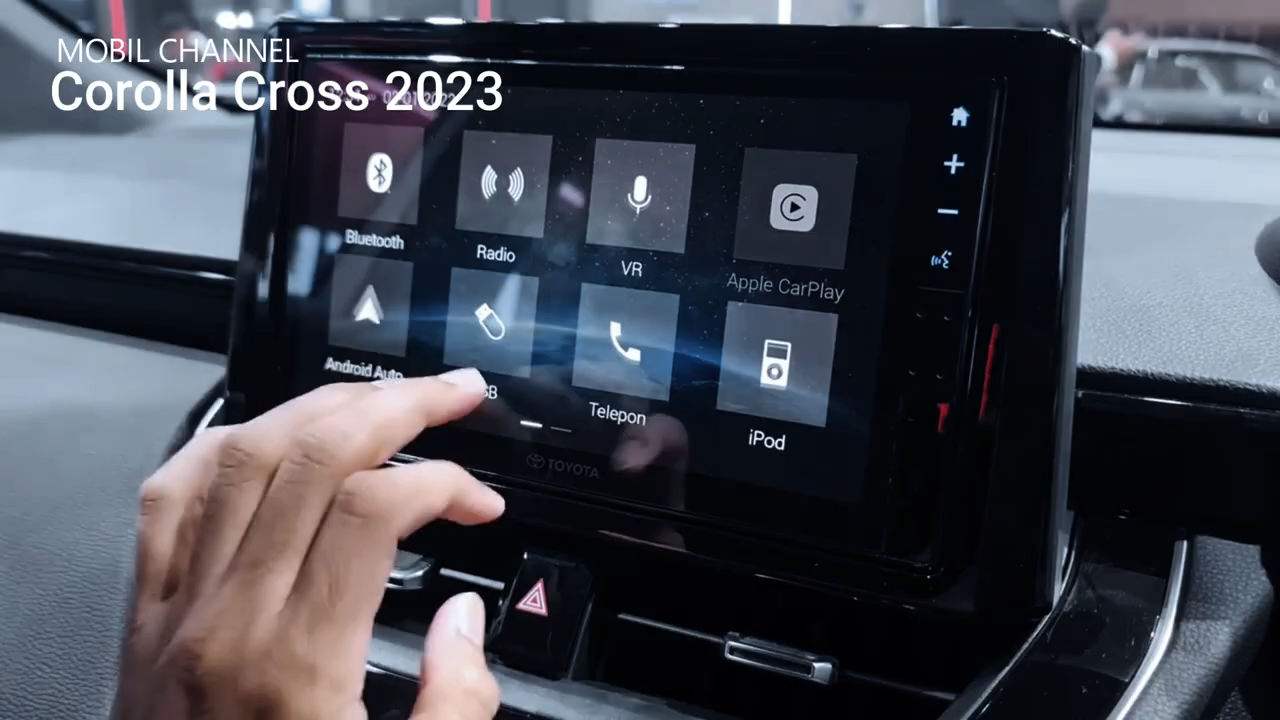 MOBIL CHANNEL
Corolla Cross 2023
Bluetooth
Radio
VR
Apple CarPlay
Android Auto
Telepon
iPod
TOYOTA